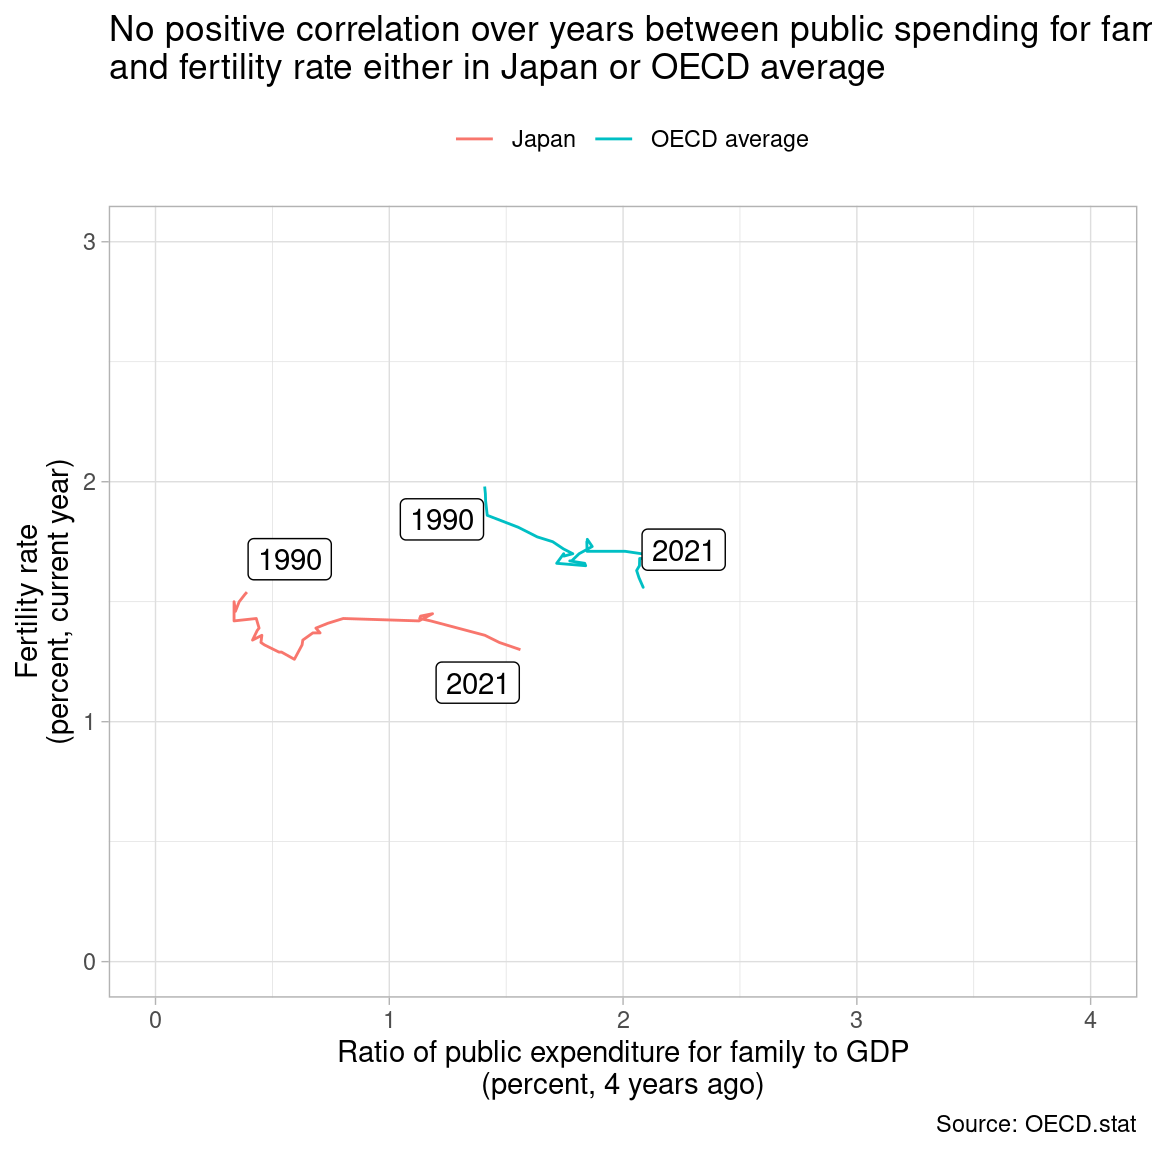 No positive correlation over years between public spending for fam
and fertility rate either in Japan or OECD average
Japan
OECD average
3
2
1
0
1990
1990
2021
2021
Fertility rate
(percent, current year)
0
1
2
3
4
Ratio of public expenditure for family to GDP
(percent, 4 years ago)
Source: OECD.stat